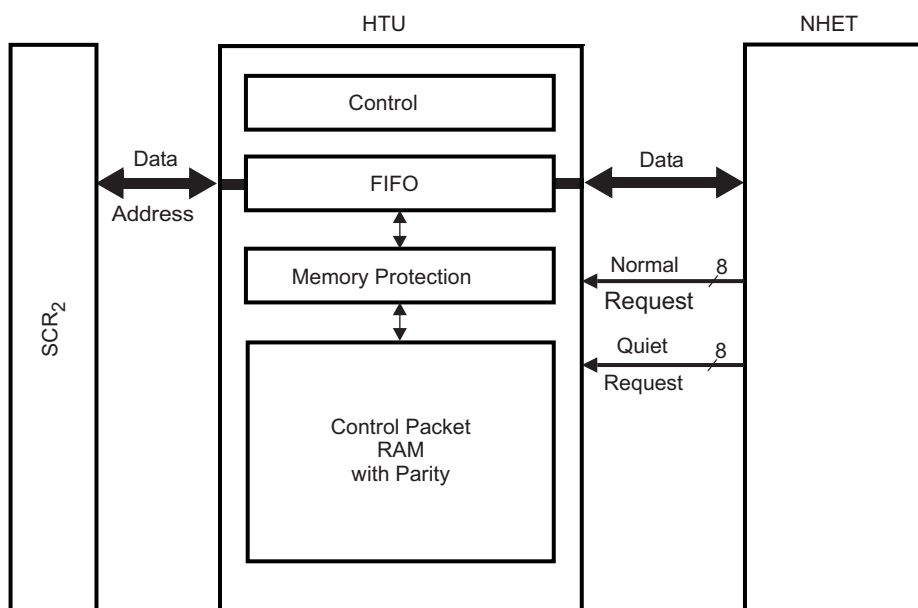 HTU
NHET
Control
Data
Address
FIFO
Data
Memory Protection
Normal 8
Request
Quiet 8
Request
SCR2
Control Packet
RAM
with Parity